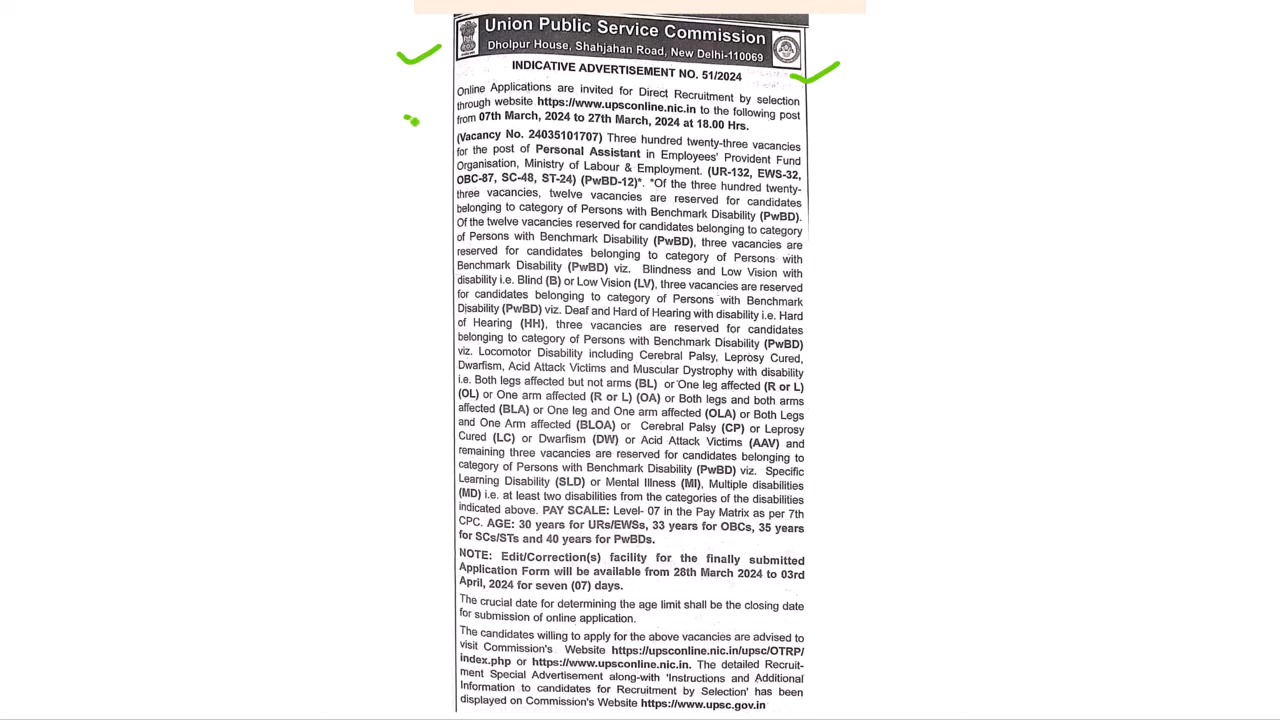 Union Public Service Commission
Dholpur House, Shahjahan Road, New Delhi-110069
INDICATIVE ADVERTISEMENT NO. 51/2024
Online Applications are invited for Direct Recruitment by selection
through website https://www.upsconline.nic.in to the following post
from 07th March, 2024 to 27th March, 2024 at 18.00 Hrs.
(Vacancy No. 24035101707) Three hundred twenty-three vacancies
for the post of Personal Assistant in Employees' Provident Fund
Organisation, Ministry of Labour & Employment. (UR-132, EWS-32,
OBC-87, SC-48, ST-24) (PwBD-12)*. *Of the three hundred twenty-
three vacancies, twelve vacancies are reserved for candidates
belonging to category of Persons with Benchmark Disability (PwBD).
Of the twelve vacancies reserved for candidates belonging to category
of Persons with Benchmark Disability (PwBD), three vacancies are
reserved for candidates belonging to category of Persons with
Benchmark Disability (PwBD) viz. Blindness and Low Vision with
disability i.e. Blind (B) or Low Vision (LV), three vacancies are reserved
for candidates belonging to category of Persons with Benchmark
Disability (PwBD) viz. Deaf and Hard of Hearing with disability i.e. Hard
of Hearing (HH), three vacancies are reserved for candidates
belonging to category of Persons with Benchmark Disability (PwBD)
viz. Locomotor Disability including Cerebral Palsy, Leprosy Cured,
Dwarfism, Acid Attack Victims and Muscular Dystrophy with disability
i.e. Both legs affected but not arms (BL) or One leg affected (R or L)
(OL) or One arm affected (R or L) (OA) or Both legs and both arms
affected (BLA) or One leg and One arm affected (OLA) or Both Legs
and One Arm affected (BLOA) or Cerebral Palsy (CP) or Leprosy
Cured (LC) or Dwarfism (DW) or Acid Attack Victims (AAV) and
remaining three vacancies are reserved for candidates belonging to
category of Persons with Benchmark Disability (PwBD) viz. Specific
Learning Disability (SLD) or Mental Illness (MI), Multiple disabilities
(MD) i.e. at least two disabilities from the categories of the disabilities
indicated above. PAY SCALE: Level- 07 in the Pay Matrix as per 7th
CPC. AGE: 30 years for URs/EWSs, 33 years for OBCs, 35 years
for SCs/STs and 40 years for PwBDs.
NOTE: Edit/Correction(s) facility for the finally submitted
Application Form will be available from 28th March 2024 to 03rd
April, 2024 for seven (07) days.
The crucial date for determining the age limit shall be the closing date
for submission of online application.
The candidates willing to apply for the above vacancies are advised to
visit Commission's Website https://upsconline.nic.in/upsc/OTRP/
index.php or https://www.upsconline.nic.in. The detailed Recruit-
ment Special Advertisement along-with 'Instructions and Additional
Information to candidates for Recruitment by Selection' has been
displayed on Commission's Website https://www.upsc.gov.in